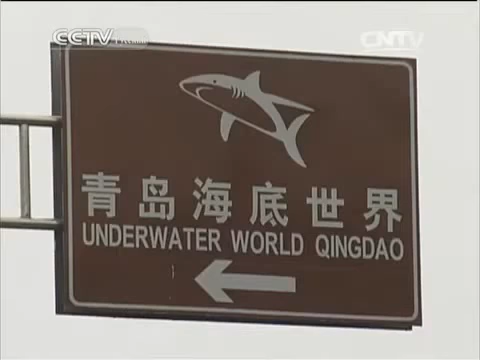 CCTV
CNTV
青岛海底世界
UNDERWATER WORLD QINGDAO